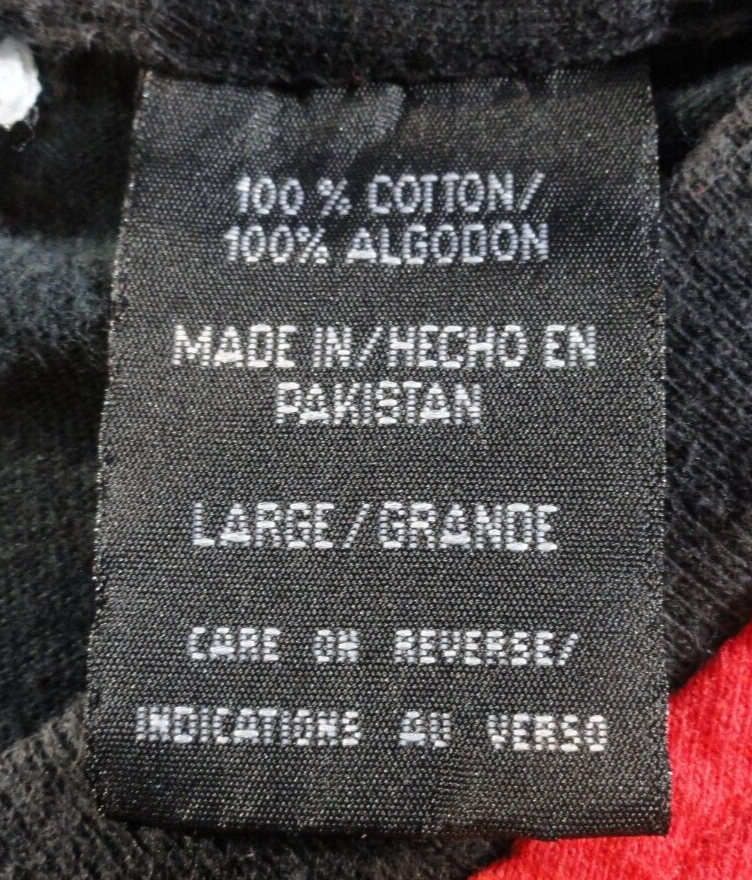 100 % COTTON/
100% ALGODON
MADE IN/HECHO EN
PAKISTAN
LARGE/GRANDE
CARE ON REVERSE/
INDICATIONS AU VERSO